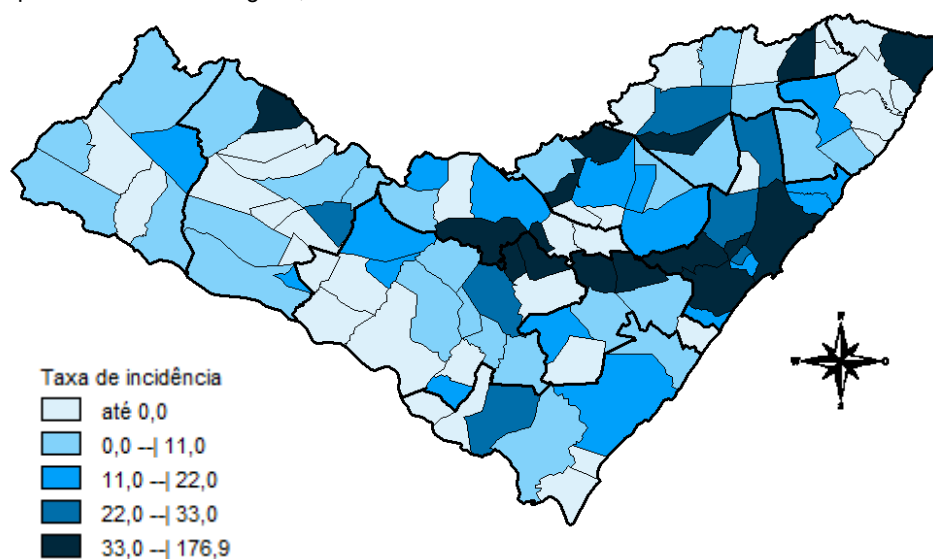 Taxa de incidência
até 0,0
0,0 --| 11,0
11,0 --| 22,0
22,0 --| 33,0
33,0 --| 176,9